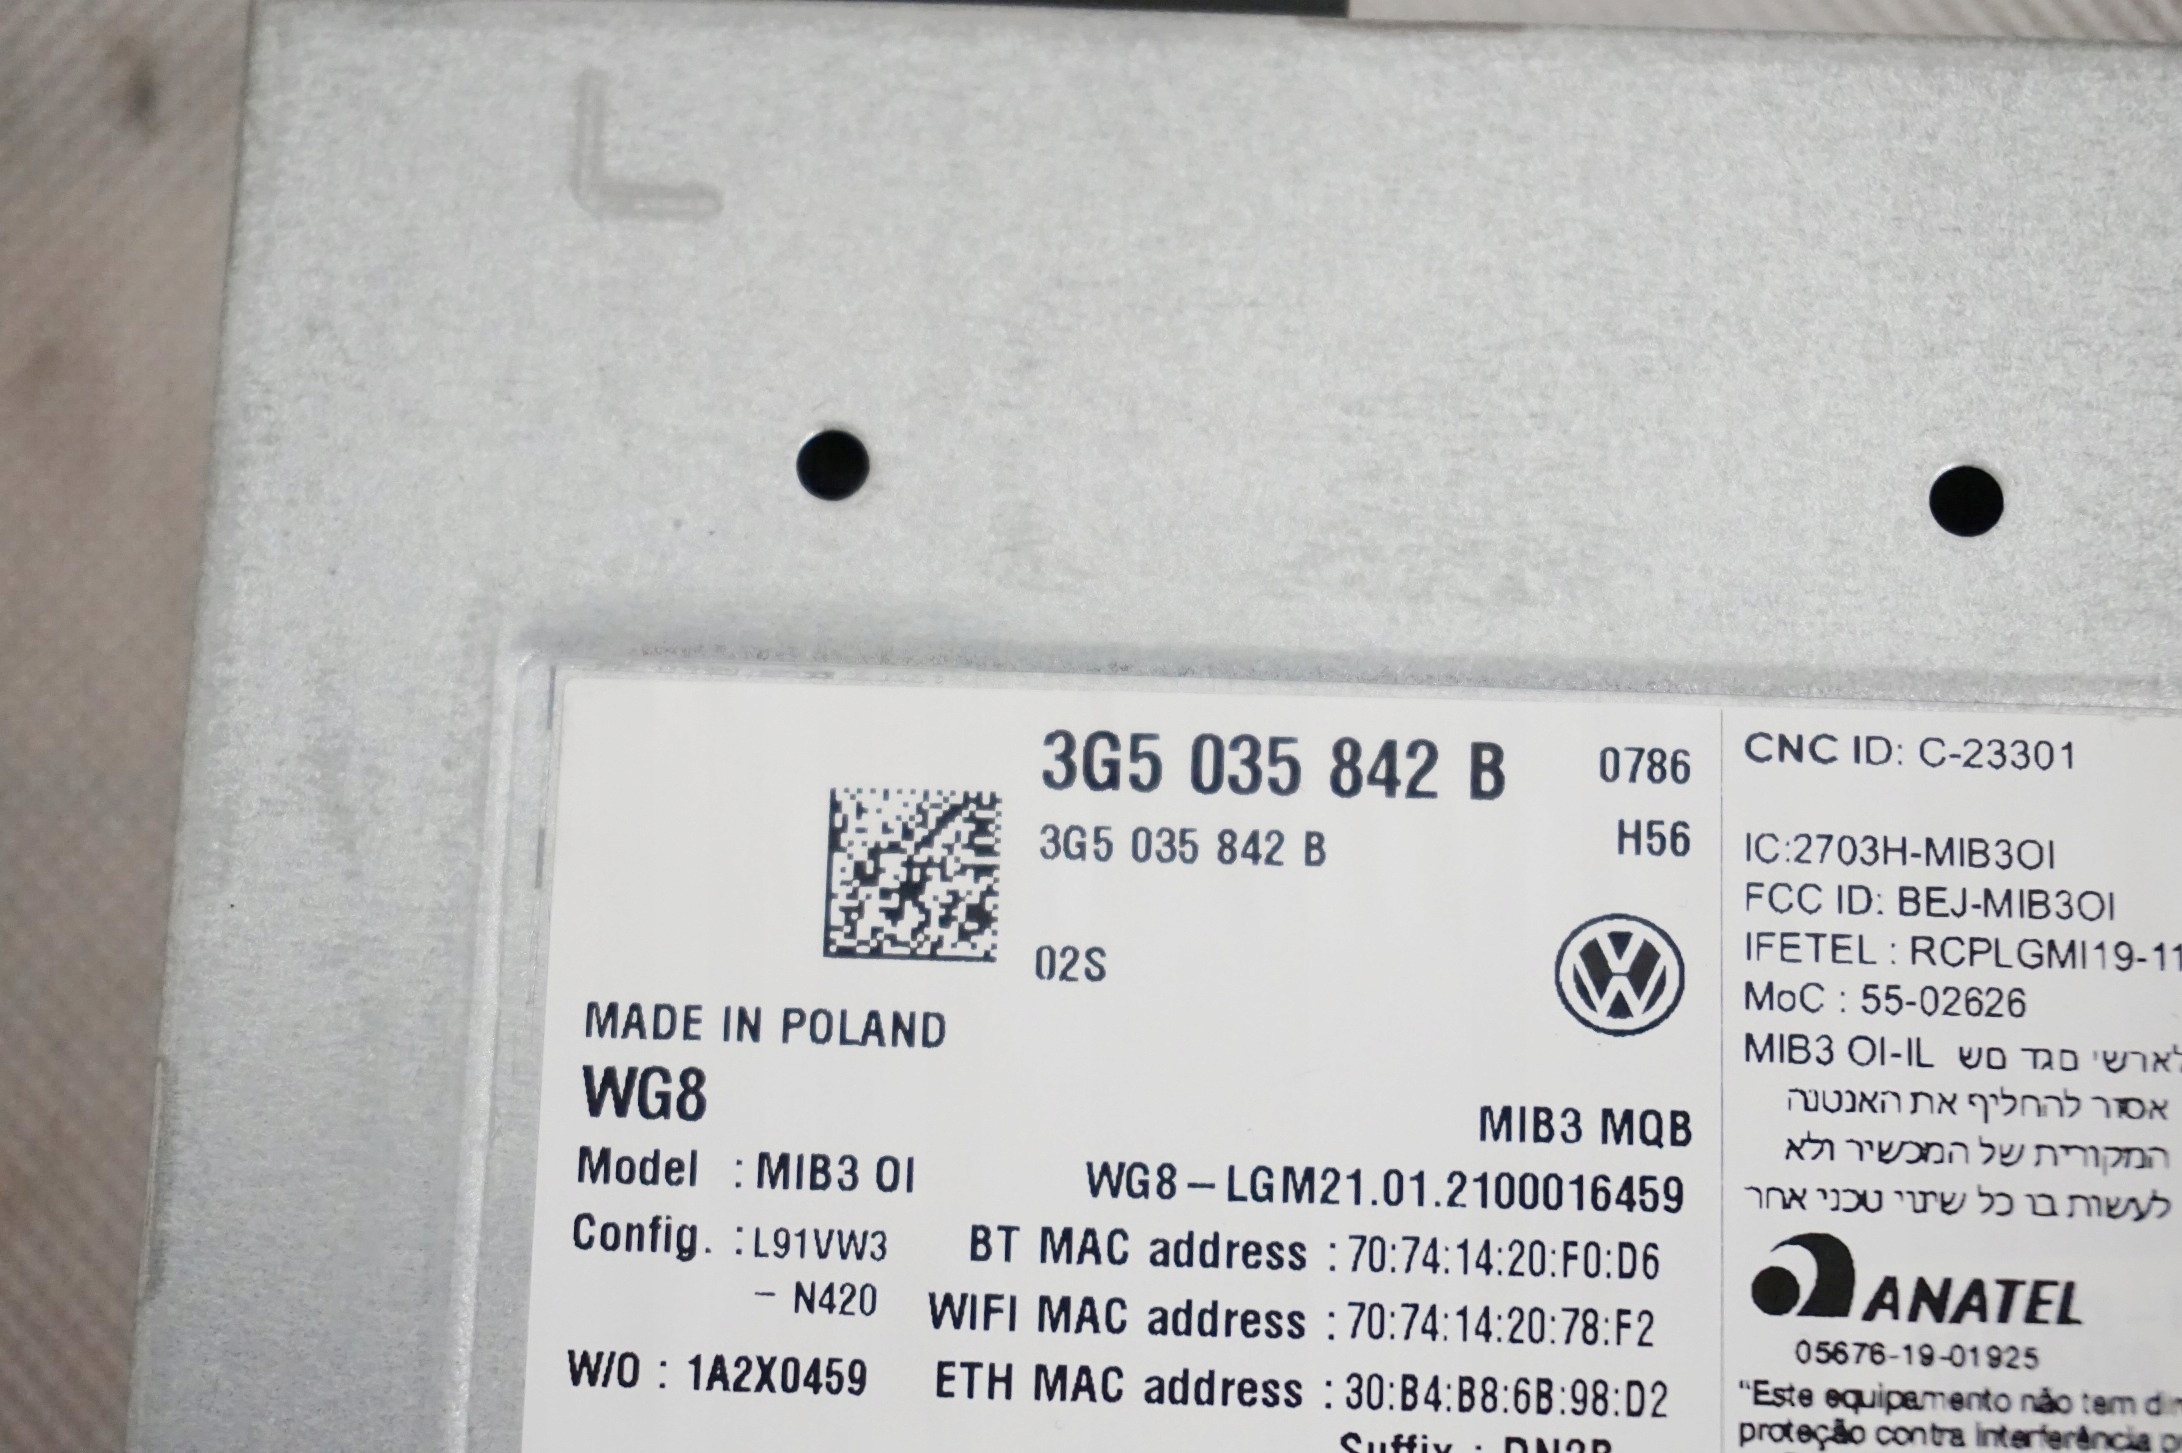 3G5 035 842 B 0786
3G5 035 842 B H56
02S
MADE IN POLAND
WG8
MIB3 MQB
Model : MIB3 OI
WG8-LGM21.01.2100016459
Config. : L91VW3
- N420
BT MAC address : 70:74:14:20:F0:D6
WIFI MAC address : 70:74:14:20:78:F2
W/O : 1A2X0459
ETH MAC address : 30:B4:B8:6B:98:D2
Suffix :
CNC ID: C-23301
IC:2703H-MIB3OI
FCC ID: BEJ-MIB3OI
IFETEL : RCPLGMI19-11
MoC : 55-02626
MIB3 OI-IL
אסור להחליף את האנטנה
המקורית של המכשיר ולא
לעשות בו כל שינוי טכני אחר
ANATEL
05676-19-01925
"Este equipamento não tem
proteção contra interferência